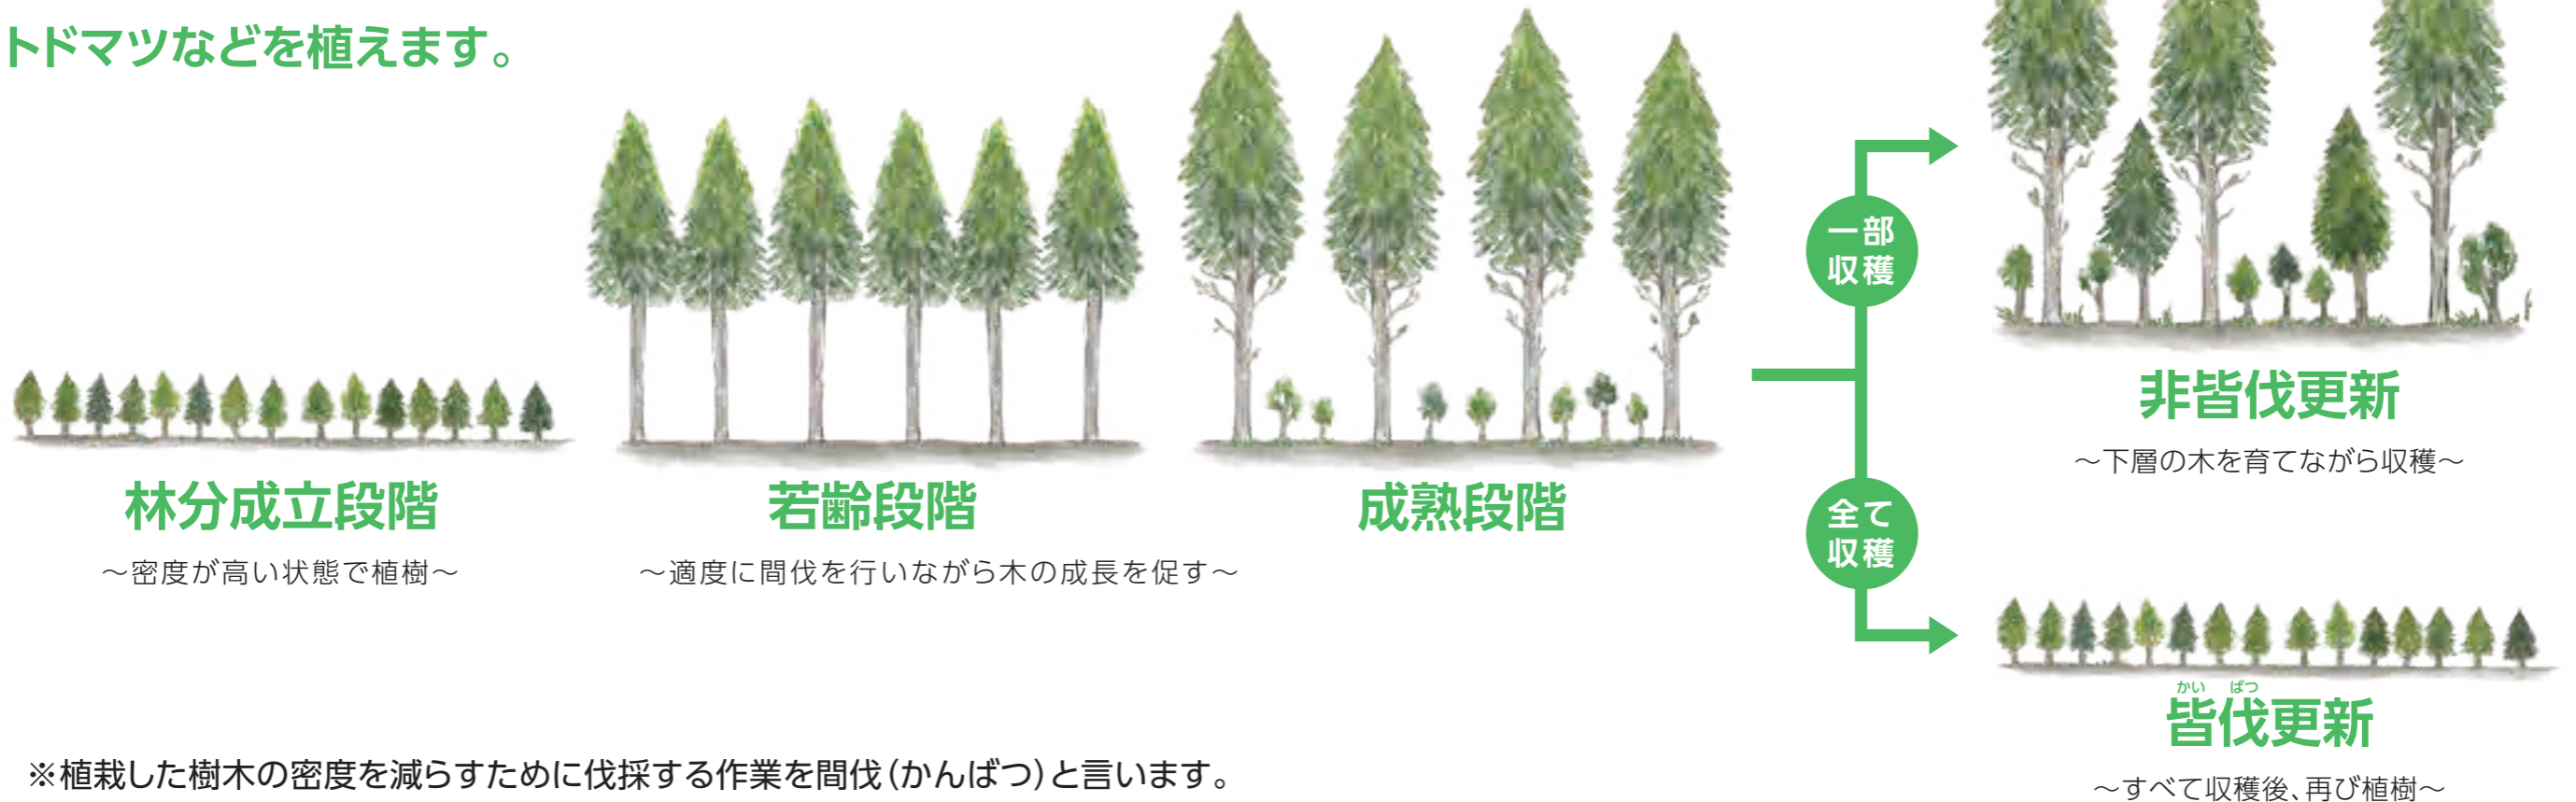 トドマツなどを植えます。
林分成立段階
～密度が高い状態で植樹～
若齢段階
～適度に間伐を行いながら木の成長を促す～
成熟段階
一部
収穫
非皆伐更新
～下層の木を育てながら収穫～
全て
収穫
かい ばつ
皆伐更新
～すべて収穫後、再び植樹～
※植栽した樹木の密度を減らすために伐採する作業を間伐（かんばつ）と言います。